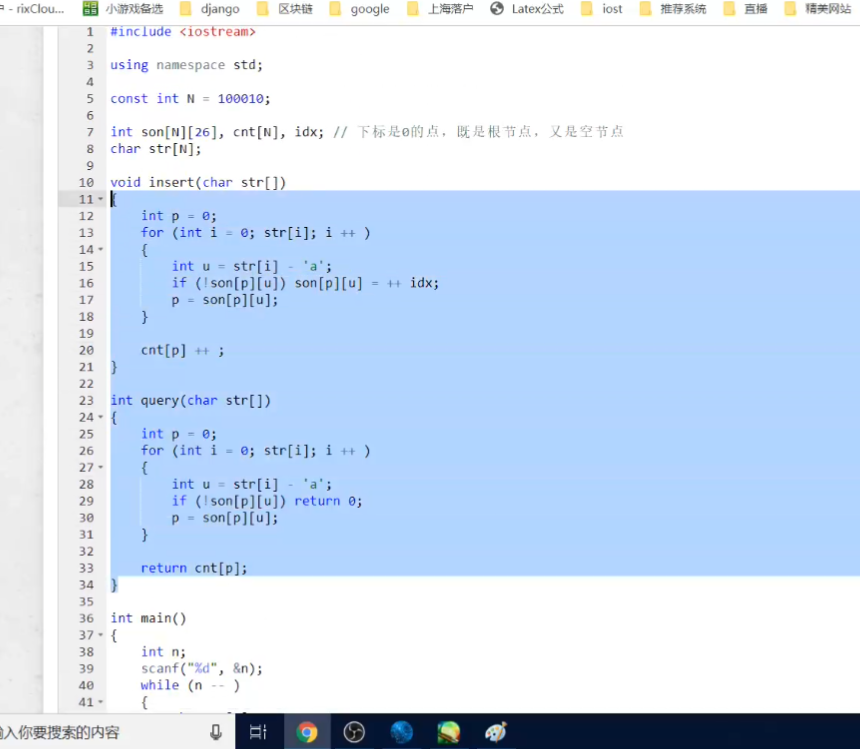 rixClou... 小游戏备选 django 区块链 google 上海落户 Latex公式 iost 推荐系统 直播 精美网站
1 #include <iostream>
2
3 using namespace std;
4
5 const int N = 100010;
6
7 int son[N][26], cnt[N], idx; // 下标是0的点，既是根节点，又是空节点
8 char str[N];
9
10 void insert(char str[])
11 {
12 int p = 0;
13 for (int i = 0; str[i]; i ++ )
14 {
15 int u = str[i] - 'a';
16 if (!son[p][u]) son[p][u] = ++ idx;
17 p = son[p][u];
18 }
19
20 cnt[p] ++ ;
21 }
22
23 int query(char str[])
24 {
25 int p = 0;
26 for (int i = 0; str[i]; i ++ )
27 {
28 int u = str[i] - 'a';
29 if (!son[p][u]) return 0;
30 p = son[p][u];
31 }
32
33 return cnt[p];
34 }
35
36 int main()
37 {
38 int n;
39 scanf("%d", &n);
40 while (n -- )
41 {
入你要搜索的内容